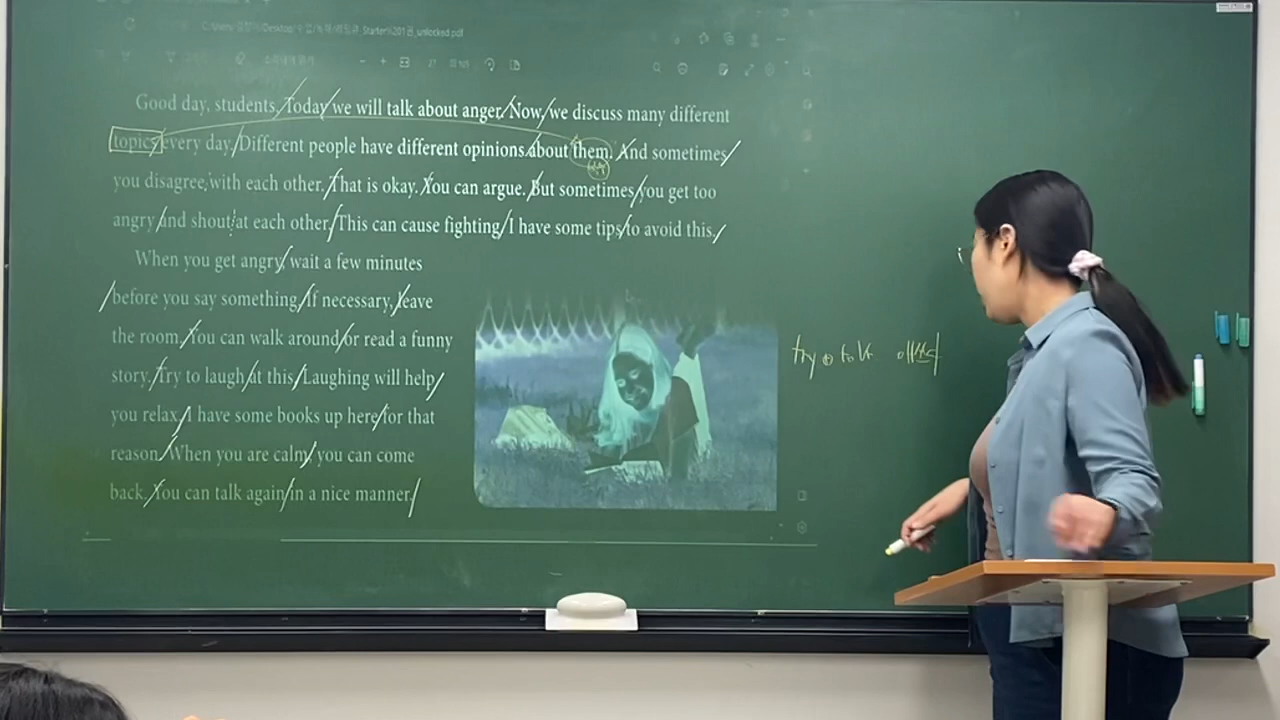 Good day, students. Today we will talk about anger. Now, we discuss many different
topics every day. Different people have different opinions about them. And sometimes
you disagree with each other. That is okay. You can argue. But sometimes you get too
angry and shout at each other. This can cause fighting. I have some tips to avoid this.
When you get angry, wait a few minutes
before you say something. If necessary, leave
the room. You can walk around or read a funny
story. Try to laugh at this. Laughing will help
you relax. I have some books up here for that
reason. When you are calm, you can come
back. You can talk again in a nice manner.
try